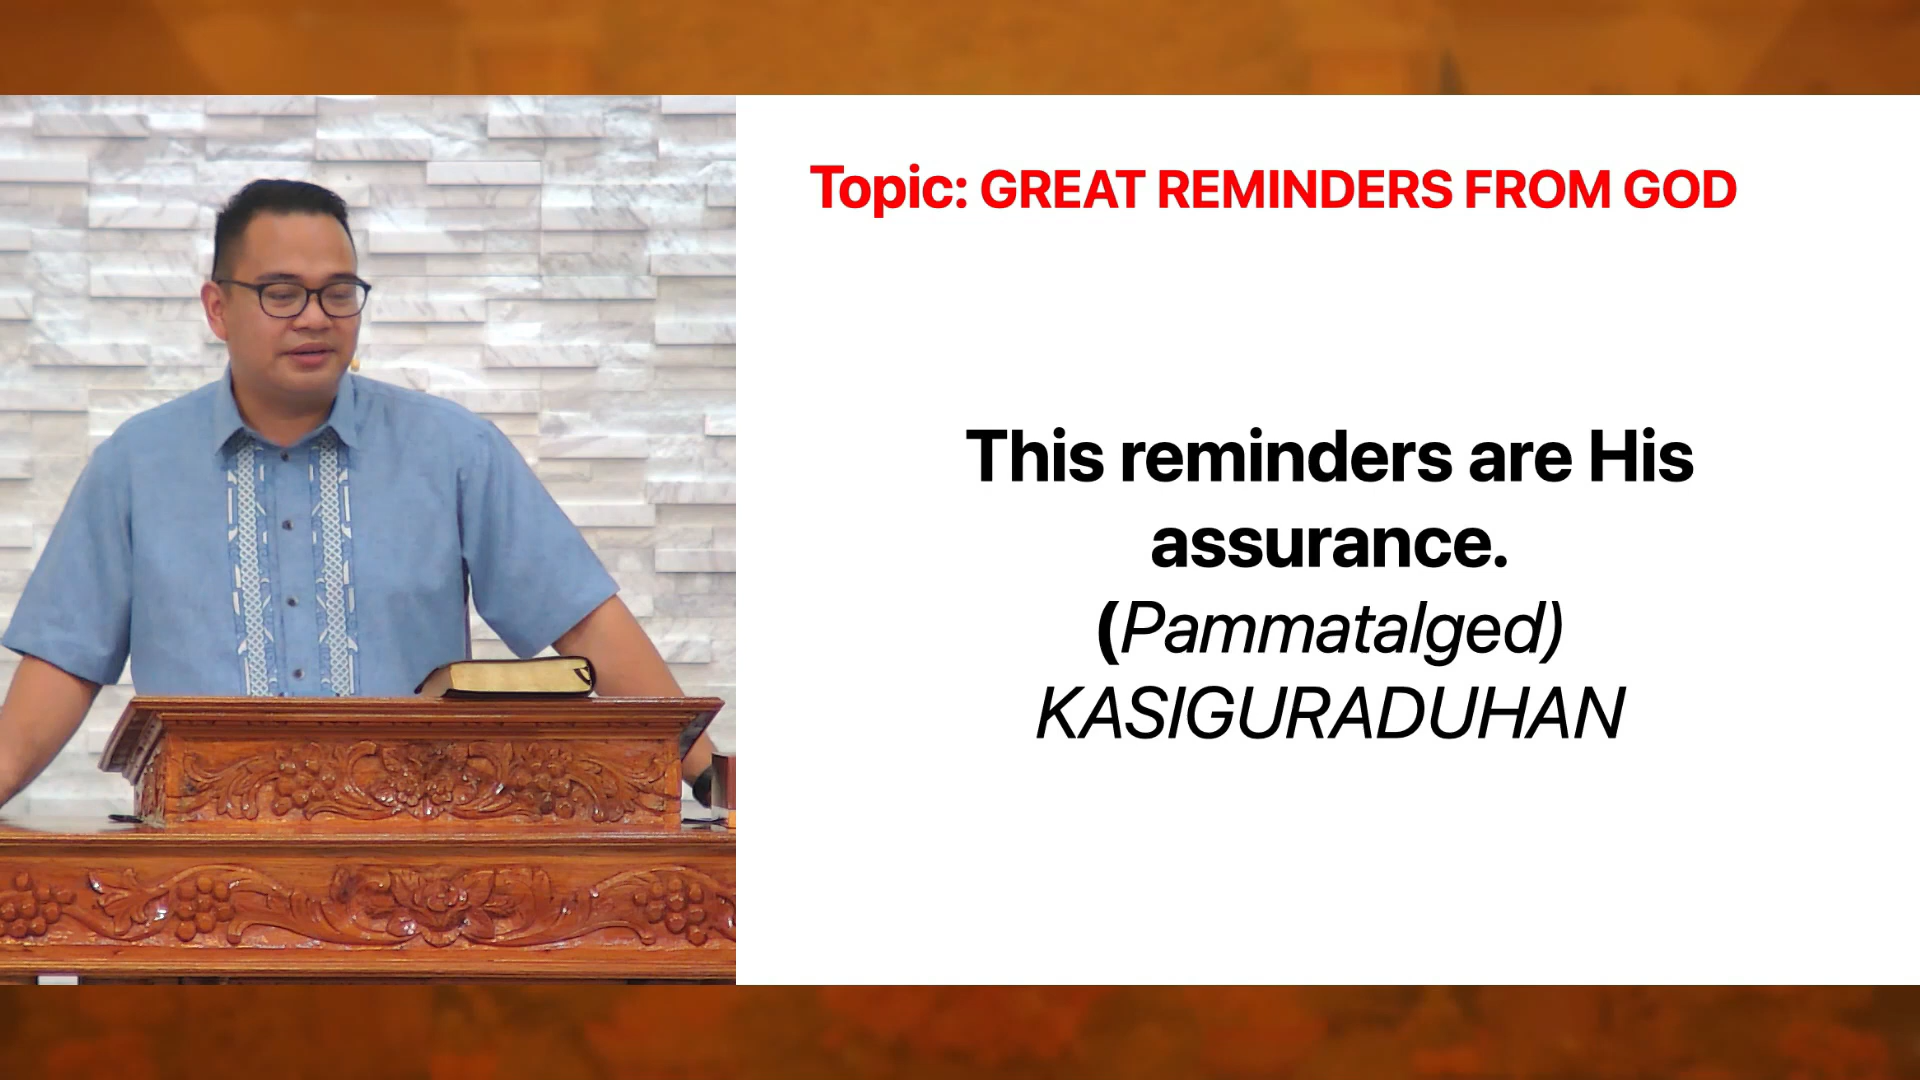 Topic: GREAT REMINDERS FROM GOD
This reminders are His
assurance.
(Pammatalged)
KASIGURADUHAN